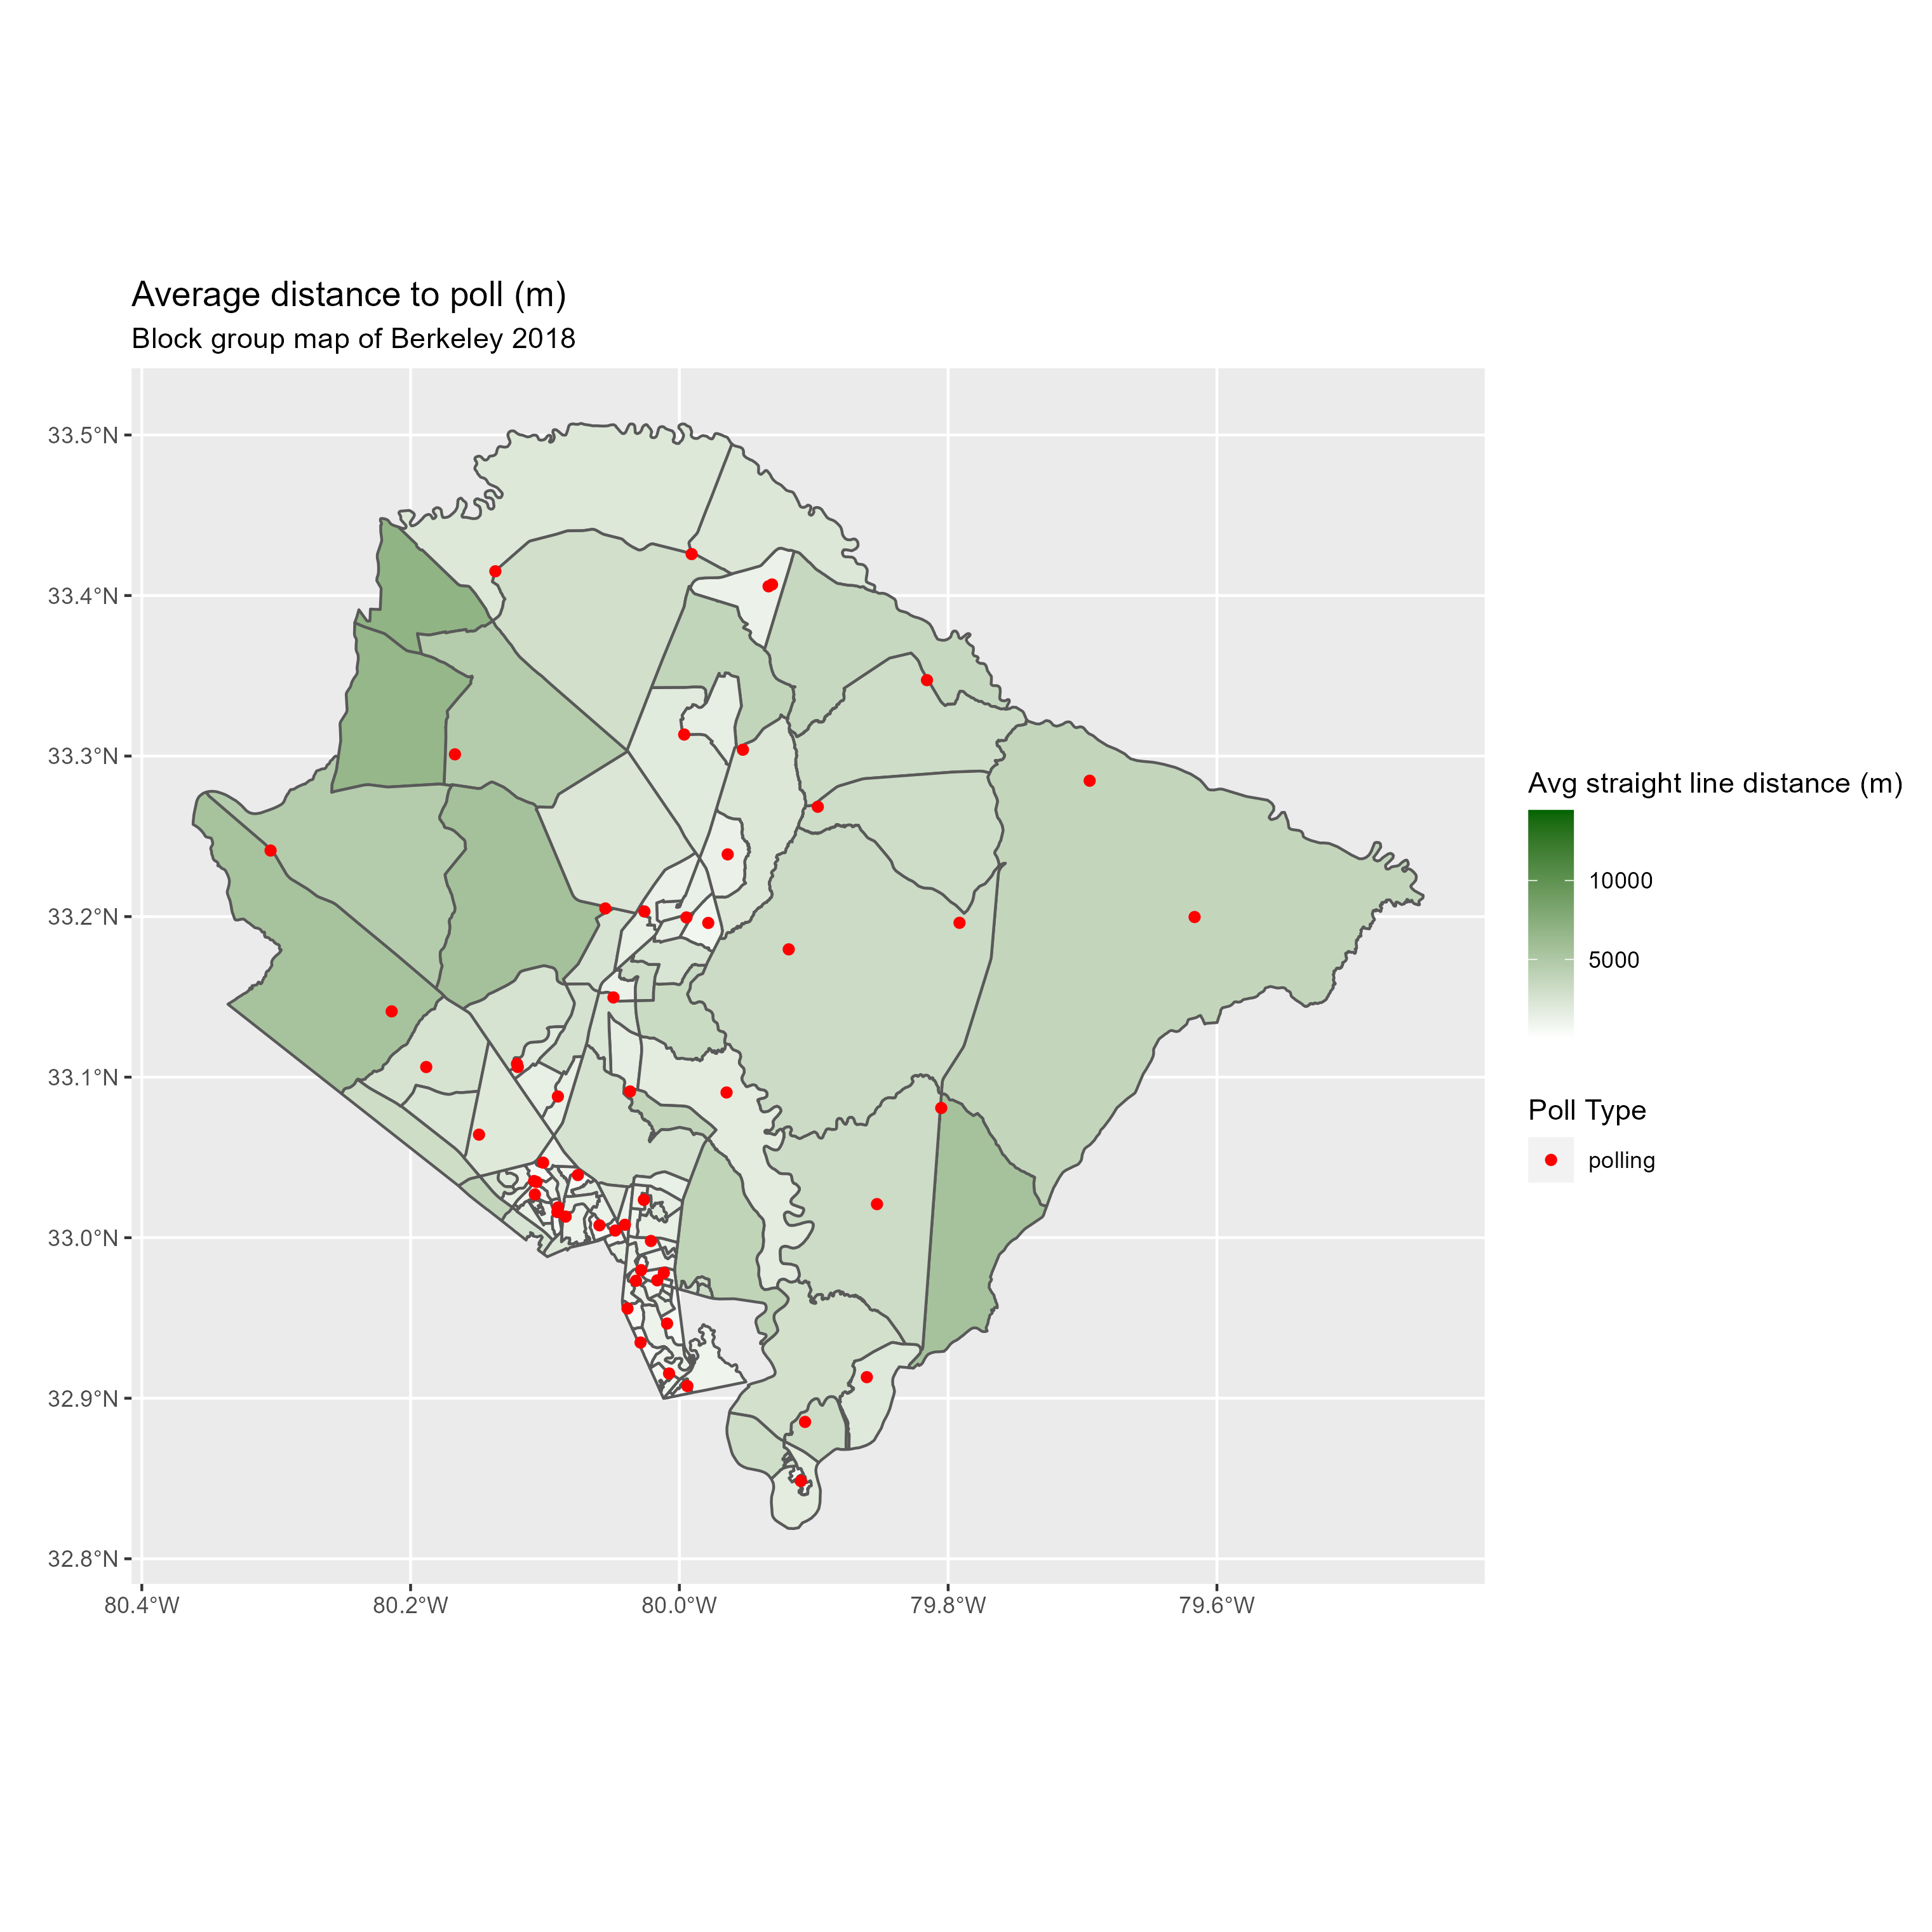 Average distance to poll (m)
Block group map of Berkeley 2018
33.5°N
33.4°N
33.3°N
33.2°N
33.1°N
33.0°N
32.9°N
32.8°N
80.4°W
80.2°W
80.0°W
79.8°W
79.6°W
Avg straight line distance (m)
10000
5000
Poll Type
polling